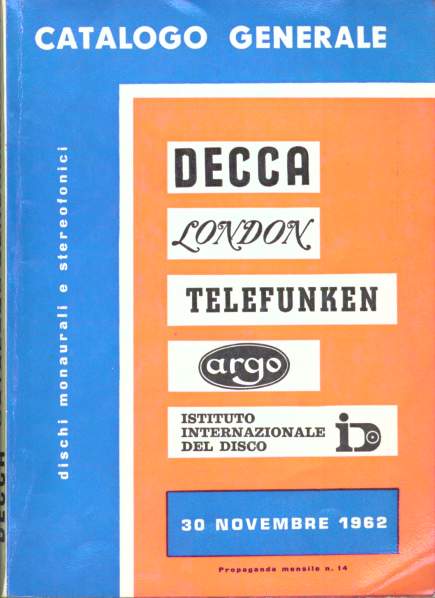 CATALOGO GENERALE
dischi monaurali e stereofonici
DECCA
LONDON
TELEFUNKEN
argo
ISTITUTO
INTERNAZIONALE
DEL DISCO
id
30 NOVEMBRE 1962
Propaganda mensile n. 14
DECCA